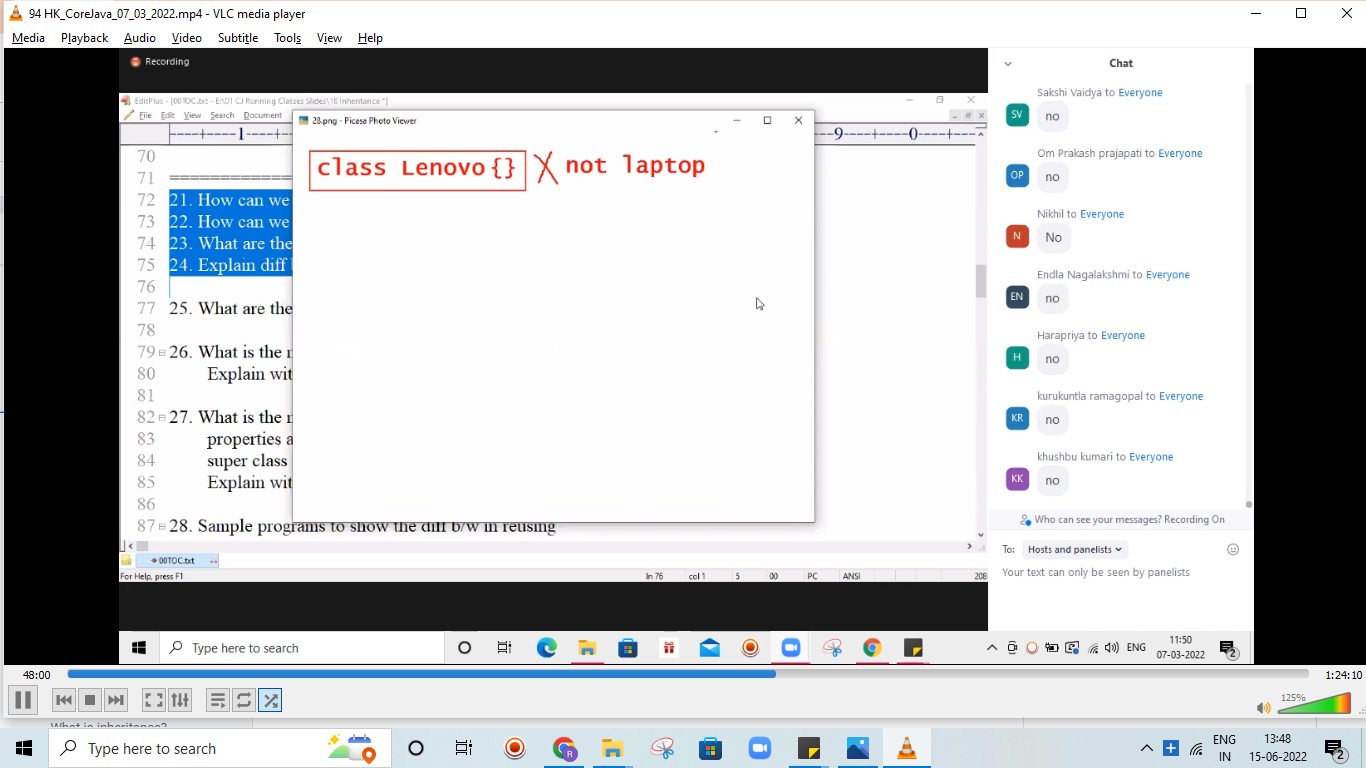 94 HK_CoreJava_07_03_2022.mp4 - VLC media player
Media Playback Audio Video Subtitle Tools View Help
Recording
EditPlus - [00TOC.txt - E:\01 CJ Running Classes Slides\18 Inheritance *]
File Edit View Search Document
28.png - Picasa Photo Viewer
----+----1----+
--9----+----0----+----
class Lenovo{} X not laptop
70
71 =============
72 21. How can we
73 22. How can we
74 23. What are the
75 24. Explain diff b
76
77 25. What are the
78
79 26. What is the m
80 Explain wit
81
82 27. What is the m
83 properties a
84 super class
85 Explain wit
86
87 28. Sample programs to show the diff b/w in reusing
00TOC.txt
For Help, press F1 ln 76 col 1 5 00 PC ANSI 208
Chat
Sakshi Vaidya to Everyone
SV no
Om Prakash prajapati to Everyone
OP no
Nikhil to Everyone
N No
Endla Nagalakshmi to Everyone
EN no
Harapriya to Everyone
H no
kurukuntla ramagopal to Everyone
KR no
khushbu kumari to Everyone
KK no
Who can see your messages? Recording On
To: Hosts and panelists
Your text can only be seen by panelists
Type here to search
ENG
11:50
07-03-2022
2
48:00 1:24:10
125%
What is inheritence?
Type here to search
R
ENG
IN
13:48
15-06-2022
2